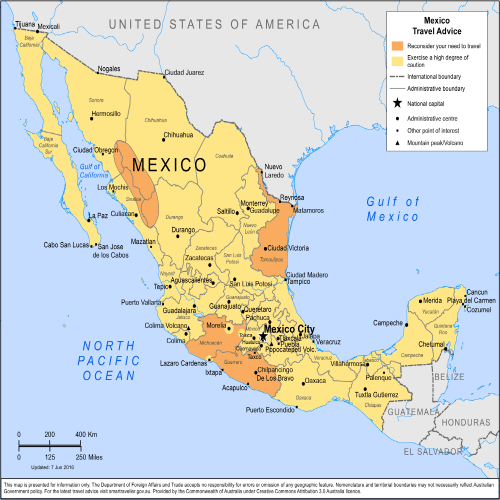 UNITED STATES OF AMERICA
Mexico
Travel Advice
Reconsider your need to travel
Exercise a high degree of
caution
International boundary
Administrative boundary
National capital
Administrative centre
Other point of interest
Mountain peak/Volcano
Tijuana
Mexicali
Baja
California
Nogales
Ciudad Juarez
Sonora
Hermosillo
Chihuahua
Chihuahua
Coahuila
Ciudad Obregon
MEXICO
Baja
California
Sur
Gulf of
California
Nuevo
Laredo
Los Mochis
Sinaloa
Reynosa
Matamoros
Monterrey
Guadalupe
Saltillo
Nuevo
León
Gulf of
Mexico
La Paz
Culiacan
Durango
Durango
Cabo San Lucas
San Jose
de los Cabos
Mazatlan
Ciudad Victoria
Tamaulipas
Zacatecas
Zacatecas
San Luis
Potosi
Ciudad Madero
Tampico
Aguascalientes
San Luis Potosi
Tepic
Nayarit
Puerto Vallarta
Guanajuato
Guanajuato
Queretaro
Pachuca
Guadalajara
Jalisco
Colima Volcano
Colima
Morelia
Michoacán
Mexico City
Toluca
Tlaxcala
Xalapa
Puebla
Veracruz
Veracruz
Popocatepetl Volc.
Taxco
Cancun
Playa del Carmen
Cozumel
Merida
Yucatan
Campeche
Quintana
Roo
Chetumal
Lazaro Cardenas
Guerrero
Ixtapa
Chilpancingo
De Los Bravo
Acapulco
Oaxaca
Puerto Escondido
Villahermosa
Palenque
Tuxtla Gutierrez
Chiapas
BELIZE
GUATEMALA
HONDURAS
EL SALVADOR
NORTH
PACIFIC
OCEAN
0 200 400 Km
0 125 250 Miles
Updated: 7 Jun 2016
This map is presented for information only. The Department of Foreign Affairs and Trade accepts no responsibility for errors or omission of any geographic feature. Nomenclature and territorial boundaries may not necessarily reflect Australian
Government policy. For the latest travel advice visit smartraveller.gov.au. Provided by the Commonwealth of Australia under Creative Commons Attribution 3.0 Australia licence.